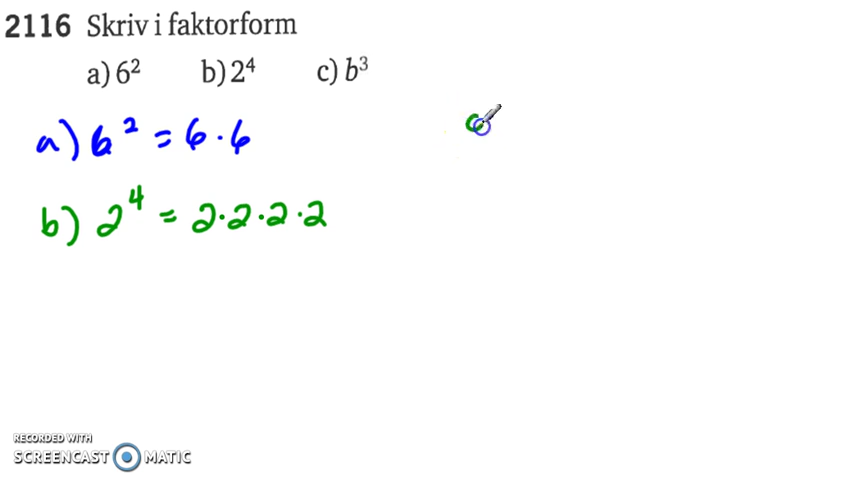 2116 Skriv i faktorform
a) 6² b) 2⁴ c) b³
a) 6² = 6 · 6
b) 2⁴ = 2 · 2 · 2 · 2
RECORDED WITH
SCREENCAST MATIC